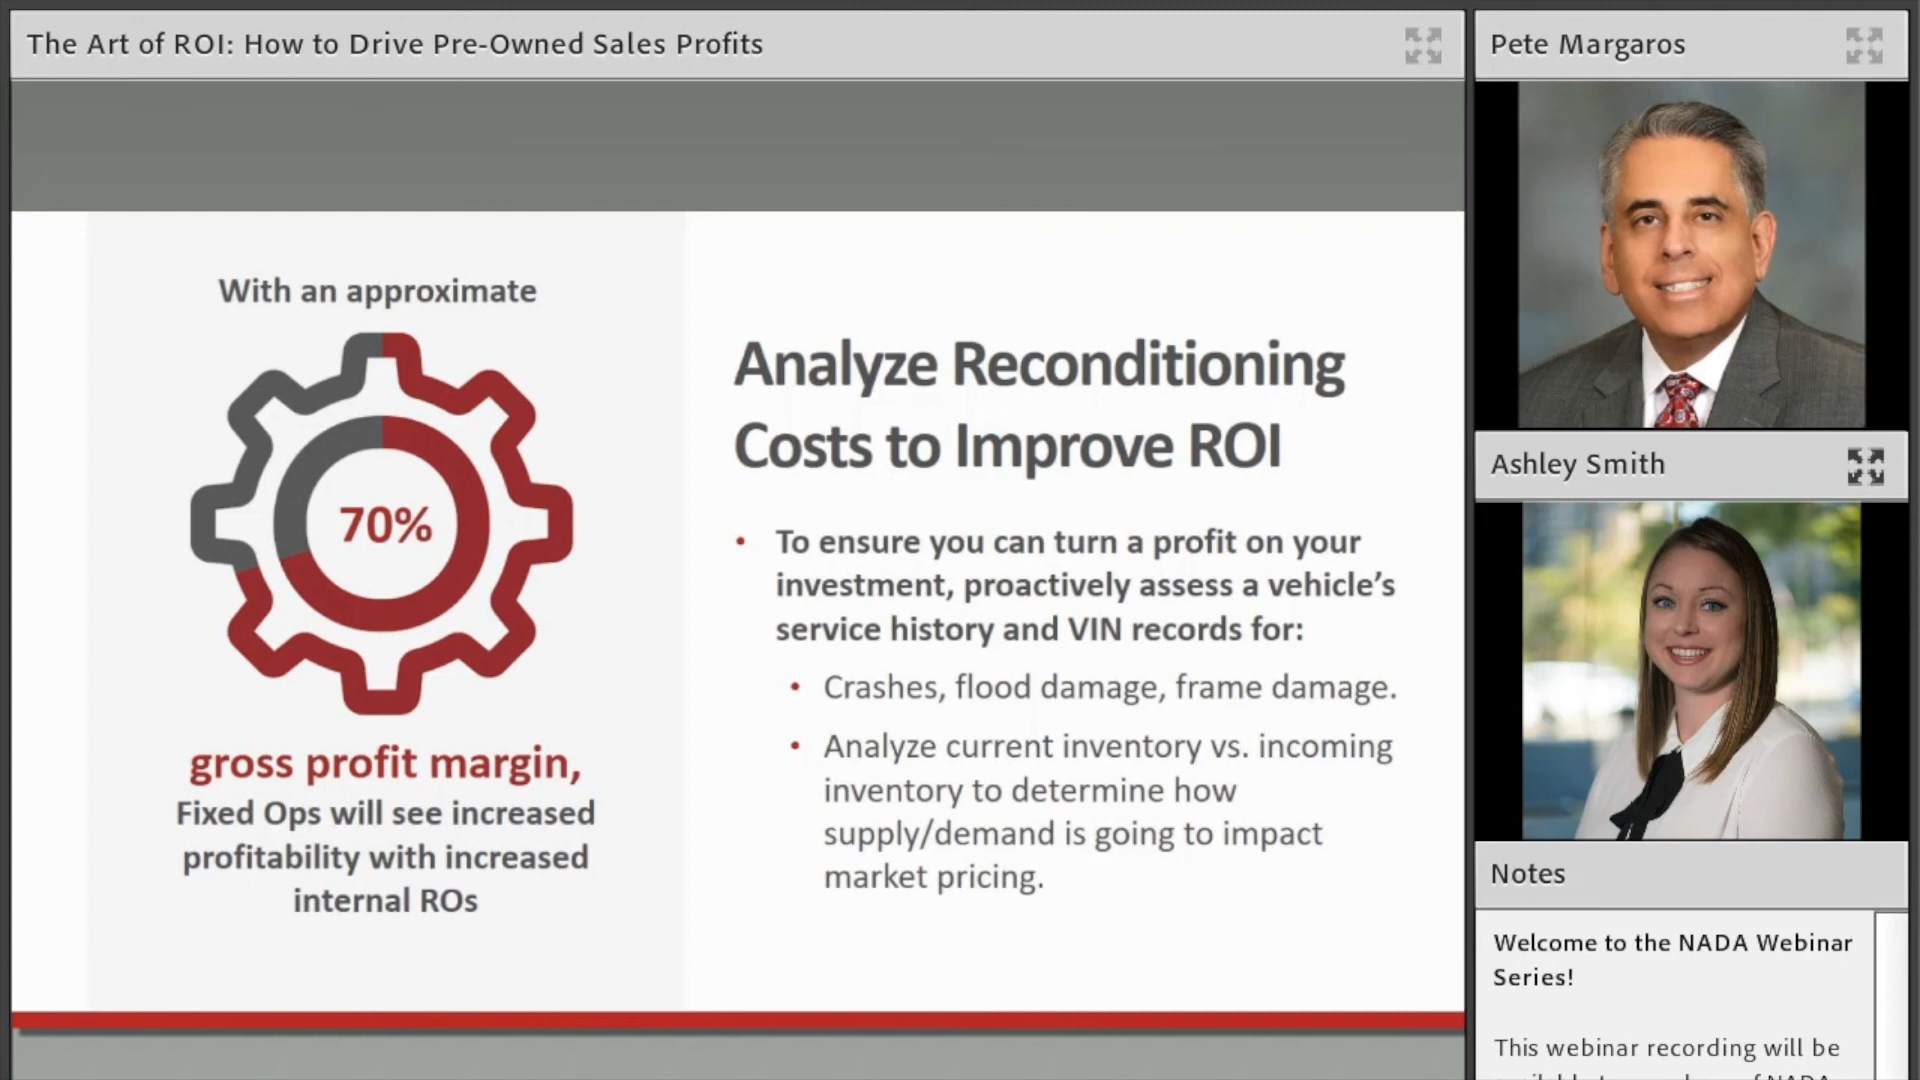 The Art of ROI: How to Drive Pre-Owned Sales Profits
With an approximate
70%
gross profit margin,
Fixed Ops will see increased
profitability with increased
internal ROs
Analyze Reconditioning
Costs to Improve ROI
• To ensure you can turn a profit on your
investment, proactively assess a vehicle’s
service history and VIN records for:
• Crashes, flood damage, frame damage.
• Analyze current inventory vs. incoming
inventory to determine how
supply/demand is going to impact
market pricing.
Pete Margaros
Ashley Smith
Notes
Welcome to the NADA Webinar
Series!
This webinar recording will be